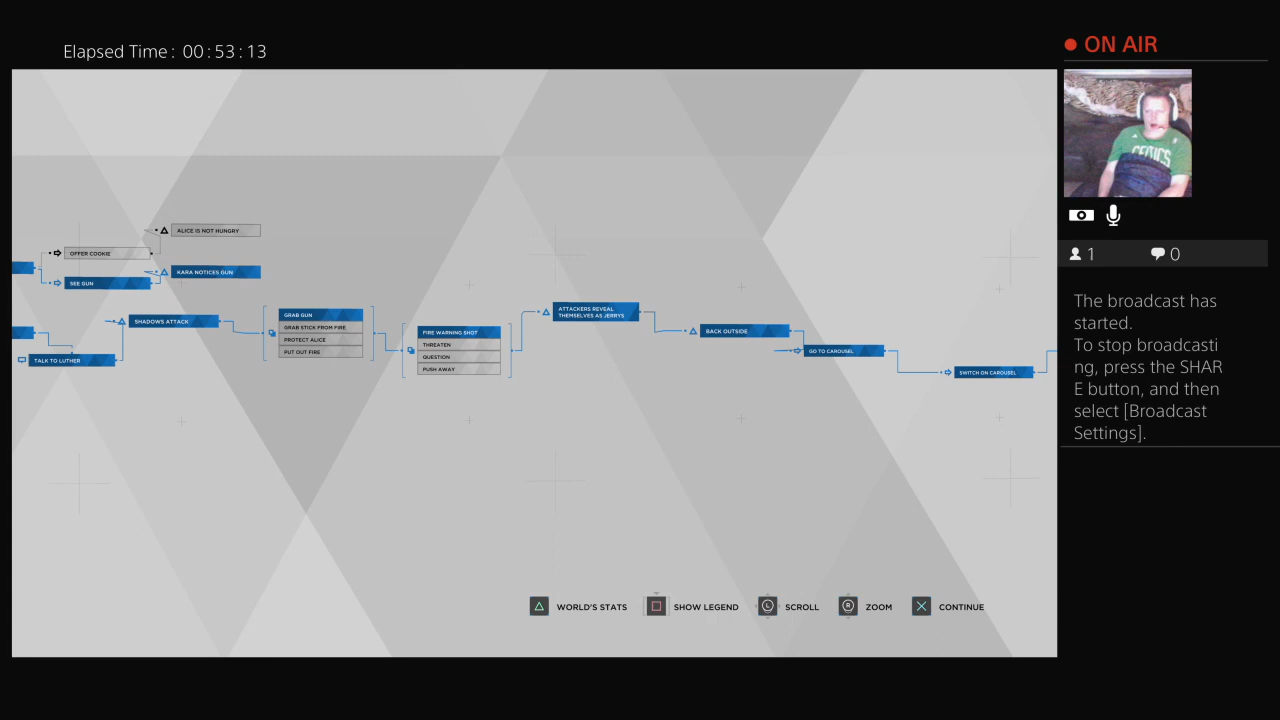 Elapsed Time: 00:53:13
ON AIR
CELTICS
1
0
The broadcast has
started.
To stop broadcasti
ng, press the SHAR
E button, and then
select [Broadcast
Settings].
ALICE IS NOT HUNGRY
OFFER COOKIE
KARA NOTICES GUN
SEE GUN
SHADOWS ATTACK
TALK TO LUTHER
GRAB GUN
GRAB STICK FROM FIRE
PROTECT ALICE
PUT OUT FIRE
FIRE WARNING SHOT
THREATEN
QUESTION
PUSH AWAY
ATTACKERS REVEAL
THEMSELVES AS JERRYS
BACK OUTSIDE
GO TO CAROUSEL
SWITCH ON CAROUSEL
WORLD'S STATS
SHOW LEGEND
L
SCROLL
R
ZOOM
CONTINUE